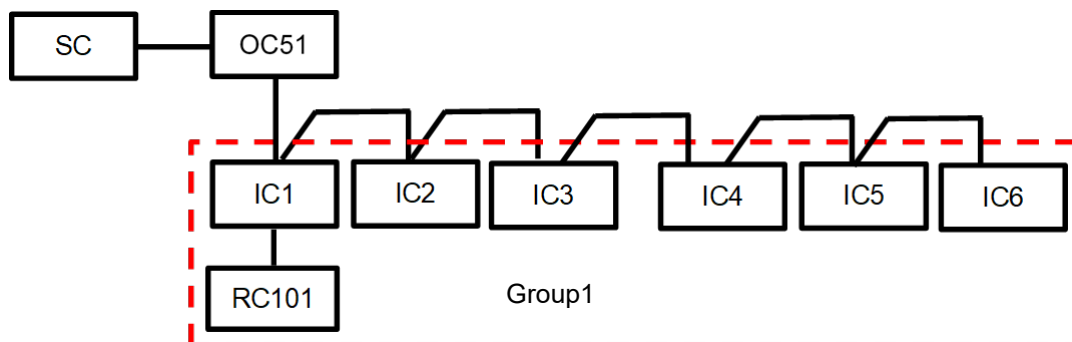 SC
OC51
IC1
IC2
IC3
IC4
IC5
IC6
RC101
Group1